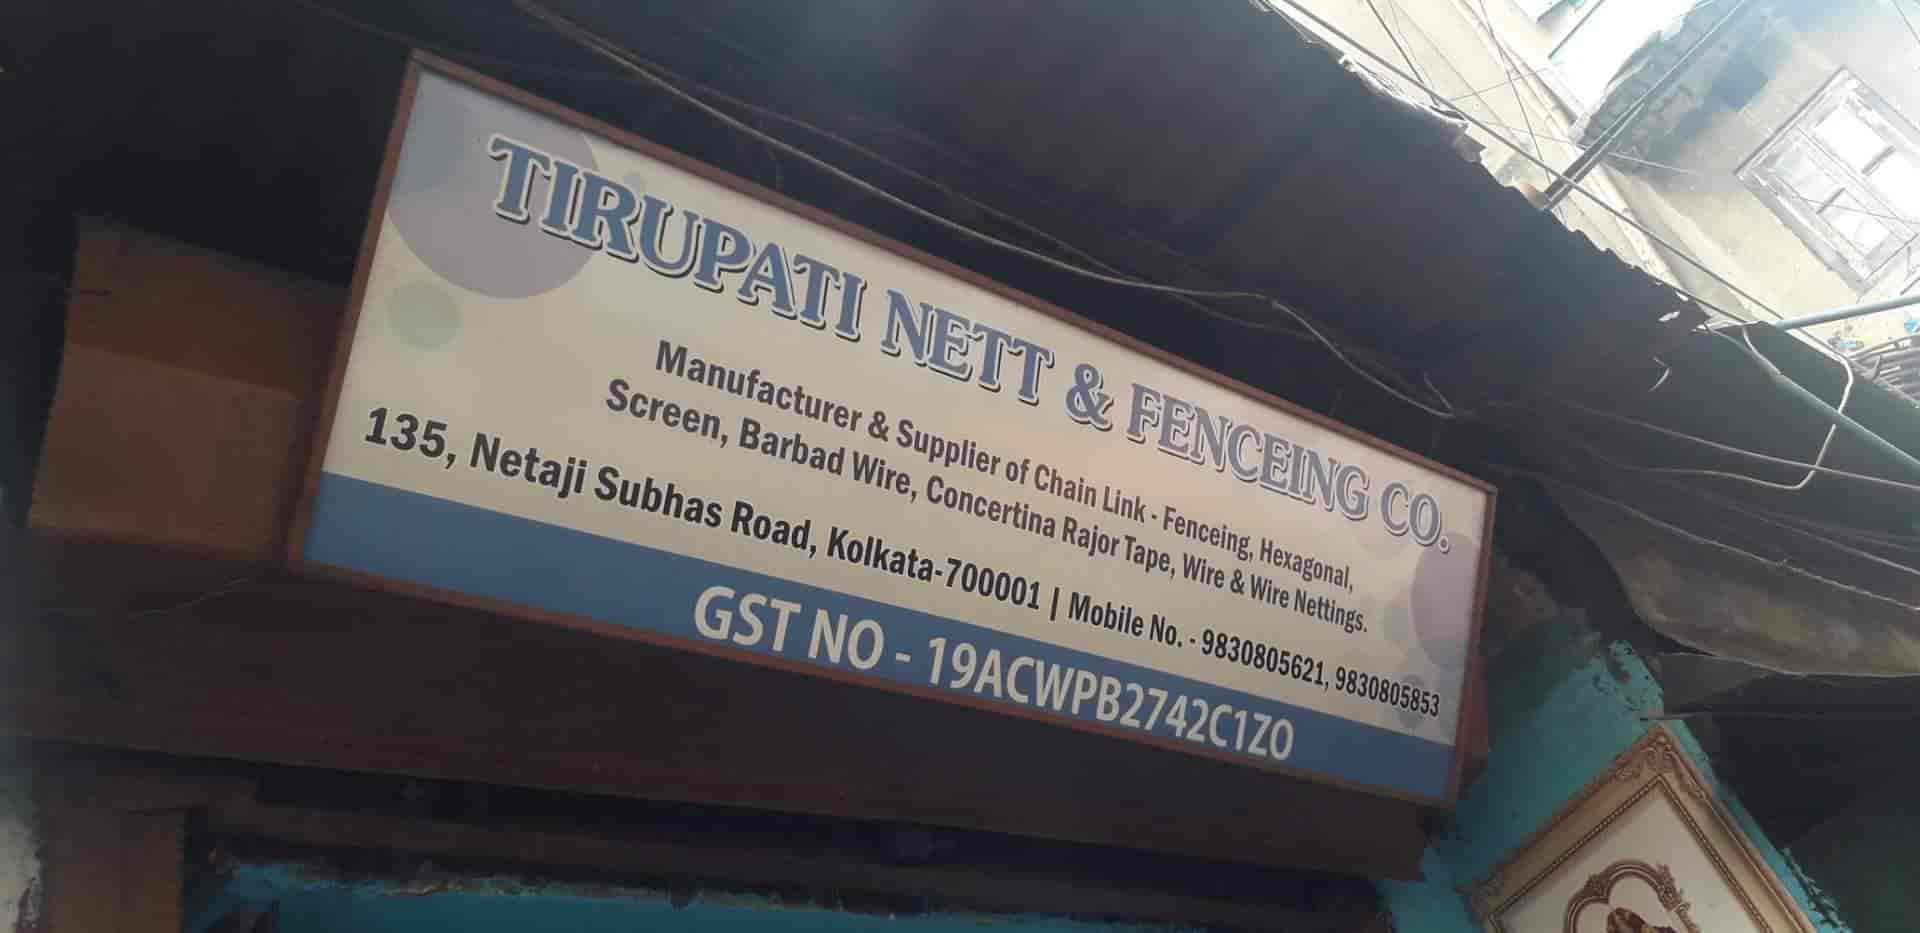 TIRUPATI NETT & FENCEING CO.
Manufacturer & Supplier of Chain Link - Fenceing, Hexagonal,
Screen, Barbad Wire, Concertina Rajor Tape, Wire & Wire Nettings.
135, Netaji Subhas Road, Kolkata-700001 | Mobile No. - 9830805621, 9830805853
GST NO - 19ACWPB2742C1ZO